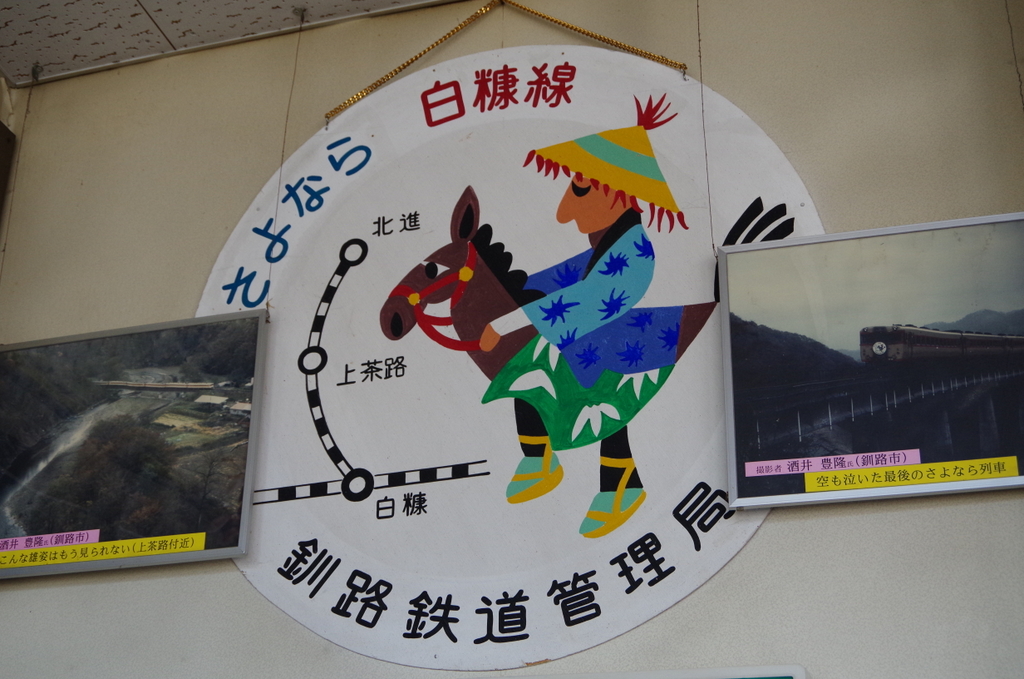 さよなら 白糠線
北進
上茶路
白糠
釧路鉄道管理局
酒井 豊隆氏(釧路市)
こんな雄姿はもう見られない(上茶路付近)
撮影者 酒井 豊隆氏(釧路市)
空も泣いた最後のさよなら列車